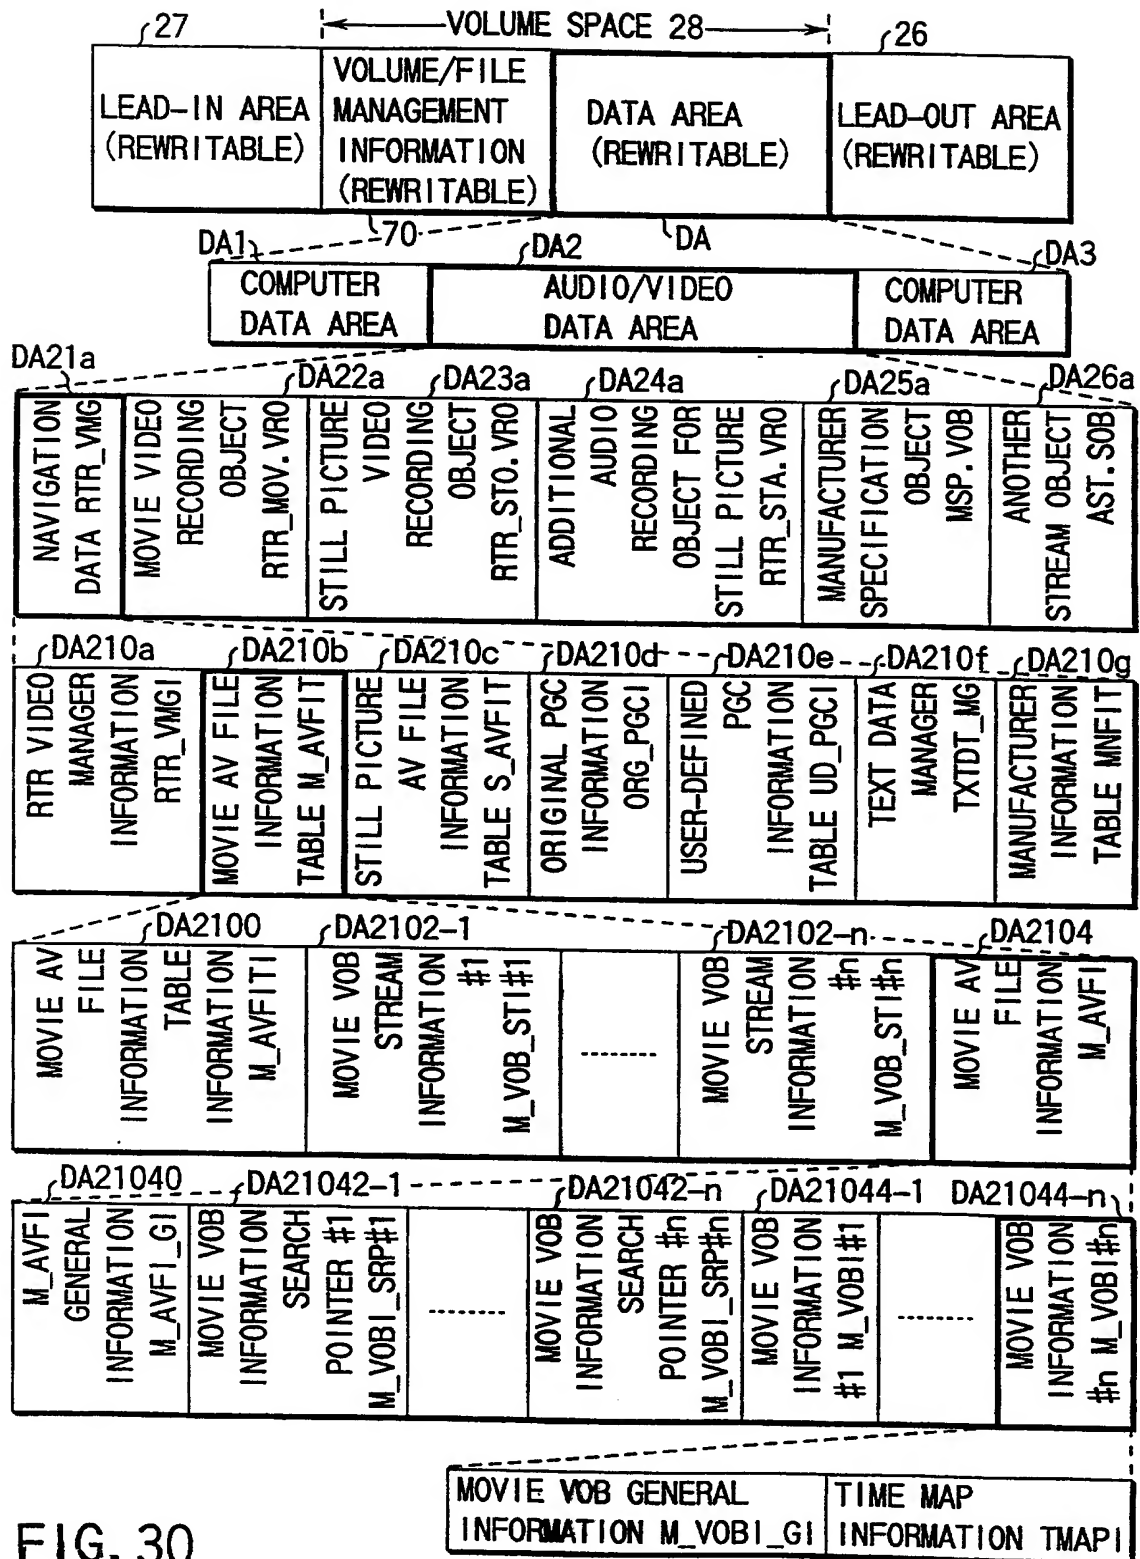 VOLUME SPACE 28
27
26
LEAD-IN AREA
(REWRITABLE)
VOLUME/FILE
MANAGEMENT
INFORMATION
(REWRITABLE)
DATA AREA
(REWRITABLE)
LEAD-OUT AREA
(REWRITABLE)
70
DA
DA1
DA2
DA3
COMPUTER
DATA AREA
AUDIO/VIDEO
DATA AREA
COMPUTER
DATA AREA
DA21a
DA22a
DA23a
DA24a
DA25a
DA26a
NAVIGATION
DATA RTR_VMG
MOVIE VIDEO
RECORDING
OBJECT
RTR_MOV.VRO
STILL PICTURE
VIDEO
RECORDING
OBJECT
RTR_STO.VRO
ADDITIONAL
AUDIO
RECORDING
OBJECT FOR
STILL PICTURE
RTR_STA.VRO
MANUFACTURER
SPECIFICATION
OBJECT
MSP.VOB
ANOTHER
STREAM OBJECT
AST.SOB
DA210a
DA210b
DA210c
DA210d
DA210e
DA210f
DA210g
RTR VIDEO
MANAGER
INFORMATION
RTR_VMGI
MOVIE AV FILE
INFORMATION
TABLE M_AVFIT
STILL PICTURE
AV FILE
INFORMATION
TABLE S_AVFIT
ORIGINAL PGC
INFORMATION
ORG_PGCI
USER-DEFINED
PGC
INFORMATION
TABLE UD_PGCI
TEXT DATA
MANAGER
TXTDT_MG
MANUFACTURER
INFORMATION
TABLE MNFIT
DA2100
DA2102-1
DA2102-n
DA2104
MOVIE AV
FILE
INFORMATION
TABLE
INFORMATION
M_AVFITI
MOVIE VOB
STREAM
INFORMATION
#1
M_VOB_STI#1
.........
MOVIE VOB
STREAM
INFORMATION
#n
M_VOB_STI#n
MOVIE AV
FILE
INFORMATION
M_AVFI
DA21040
DA21042-1
DA21042-n
DA21044-1
DA21044-n
M_AVFI
GENERAL
INFORMATION
M_AVFI_GI
MOVIE VOB
INFORMATION
SEARCH
POINTER #1
M_VOBI_SRP#1
.........
MOVIE VOB
INFORMATION
SEARCH
POINTER #n
M_VOBI_SRP#n
MOVIE VOB
INFORMATION
#1 M_VOBI#1
.........
MOVIE VOB
INFORMATION
#n M_VOBI#n
MOVIE VOB GENERAL
INFORMATION M_VOBI_GI
TIME MAP
INFORMATION TMAPI
FIG. 30